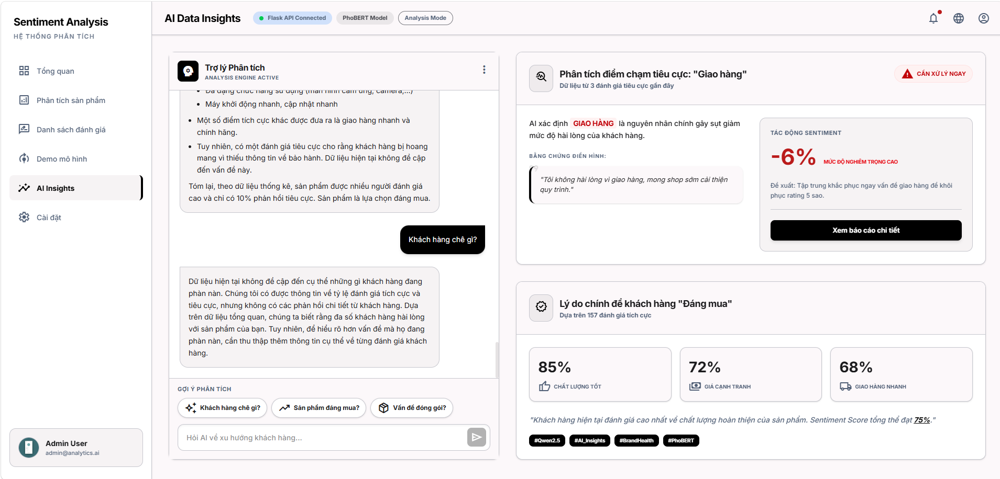 Sentiment Analysis
HỆ THỐNG PHÂN TÍCH
Tổng quan
Phân tích sản phẩm
Danh sách đánh giá
Demo mô hình
AI Insights
Cài đặt
Admin User
admin@analytics.ai
AI Data Insights
Flask API Connected
PhoBERT Model
Analysis Mode
Trợ lý Phân tích
ANALYSIS ENGINE ACTIVE
Đa dạng chức năng sử dụng (màn hình cảm ứng, camera,...)
Máy khởi động nhanh, cập nhật nhanh
Một số điểm tích cực khác được đưa ra là giao hàng nhanh và
chính hãng.
Tuy nhiên, có một đánh giá tiêu cực cho rằng khách hàng bị hoang
mang vì thiếu thông tin về bảo hành. Dữ liệu hiện tại không đề cập
đến vấn đề này.
Tóm lại, theo dữ liệu thống kê, sản phẩm được nhiều người đánh giá
cao và chỉ có 10% phản hồi tiêu cực. Sản phẩm là lựa chọn đáng mua.
Khách hàng chê gì?
Dữ liệu hiện tại không đề cập đến cụ thể những gì khách hàng đang
phàn nàn. Chúng tôi có được thông tin về tỷ lệ đánh giá tích cực và
tiêu cực, nhưng không có các phản hồi chi tiết từ khách hàng. Dựa
trên dữ liệu tổng quan, chúng ta biết rằng đa số khách hàng hài lòng
với sản phẩm của bạn. Tuy nhiên, để hiểu rõ hơn vấn đề mà họ đang
phàn nàn, cần thu thập thêm thông tin cụ thể về từng đánh giá khách
hàng.
GỢI Ý PHÂN TÍCH
Khách hàng chê gì?
Sản phẩm đáng mua?
Vấn đề đóng gói?
Hỏi AI về xu hướng khách hàng...
Phân tích điểm chạm tiêu cực: "Giao hàng"
Dữ liệu từ 3 đánh giá tiêu cực gần đây
CẦN XỬ LÝ NGAY
AI xác định GIAO HÀNG là nguyên nhân chính gây sụt giảm
mức độ hài lòng của khách hàng.
BẰNG CHỨNG ĐIỂN HÌNH:
"Tôi không hài lòng vì giao hàng, mong shop sớm cải thiện
quy trình."
TÁC ĐỘNG SENTIMENT
-6% MỨC ĐỘ NGHIÊM TRỌNG CAO
Đề xuất: Tập trung khắc phục ngay vấn đề giao hàng để khôi
phục rating 5 sao.
Xem báo cáo chi tiết
Lý do chính để khách hàng "Đáng mua"
Dựa trên 157 đánh giá tích cực
85%
CHẤT LƯỢNG TỐT
72%
GIÁ CẠNH TRANH
68%
GIAO HÀNG NHANH
"Khách hàng hiện tại đánh giá cao nhất về chất lượng hoàn thiện của sản phẩm. Sentiment Score tổng thể đạt 75%."
#Qwen2.5
#AI_Insights
#BrandHealth
#PhoBERT